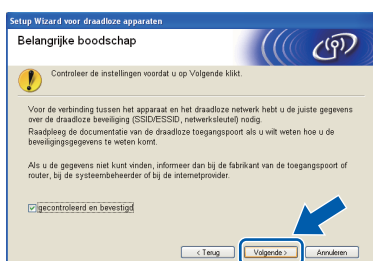 Setup Wizard voor draadloze apparaten
Belangrijke boodschap
Controleer de instellingen voordat u op Volgende klikt.
Voor de verbinding tussen het apparaat en het draadloze netwerk hebt u de juiste gegevens
over de draadloze beveiliging (SSID/ESSID, netwerksleutel) nodig.
Raadpleeg de documentatie van de draadloze toegangspoort als u wilt weten hoe u de
beveiligingsgegevens te weten komt.
Als u de gegevens niet kunt vinden, informeer dan bij de fabrikant van de toegangspoort of
router, bij de systeembeheerder of bij de internetprovider.
gecontroleerd en bevestigd
< Terug
Volgende >
Annuleren